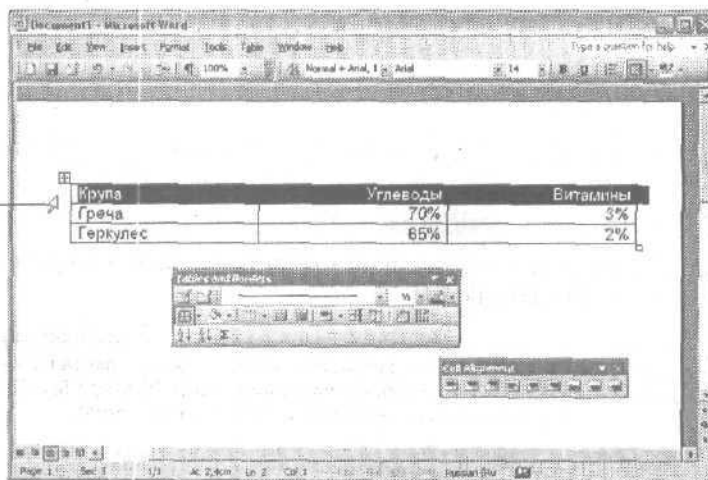 Document1 - Microsoft Word
File Edit View Insert Format Tools Table Window Help Type a question for help
100% Normal + Arial, 1 Arial 14 B U
Крупа Углеводы Витамины
Греча 70% 3%
Геркулес 65% 2%
Tables and Borders
½
Cell Alignment
Page 1 Sec 1 1/1 At 2,4cm Ln 2 Col 1 Russian (Ru